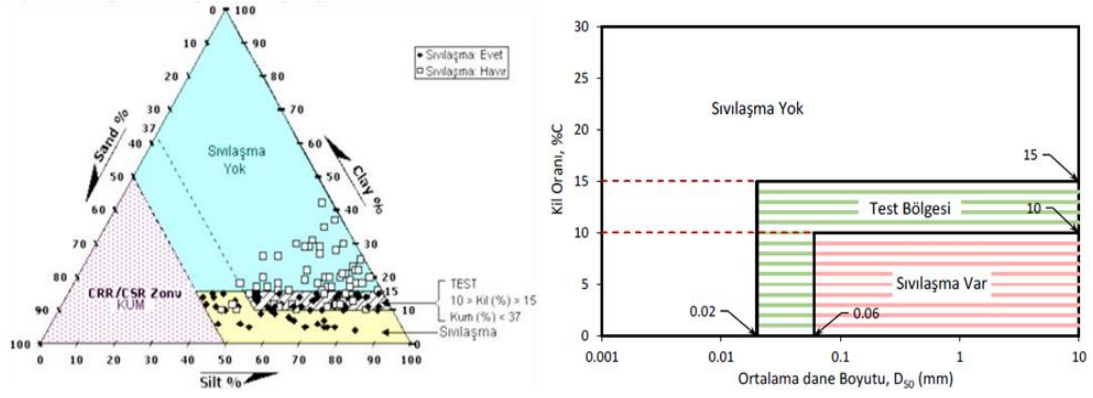 0 100
10 90
20 80
30 70
37
40 60
50 50
60 40
70 30
80 20
15
90 10
100 0
Sand %
Clay %
Silt %
0 10 20 30 40 50 60 70 80 90 100
Sıvılaşma: Evet
Sıvılaşma: Hayır
Sıvılaşma
Yok
CRR/CSR Zonu
KUM
TEST
10 > Kil (%) > 15
Kum (%) < 37
Sıvılaşma
Kil Oranı, %C
30
25
20
15
10
5
0
Sıvılaşma Yok
15
Test Bölgesi
10
Sıvılaşma Var
0.02
0.06
0.001 0.01 0.1 1 10
Ortalama dane Boyutu, D50 (mm)